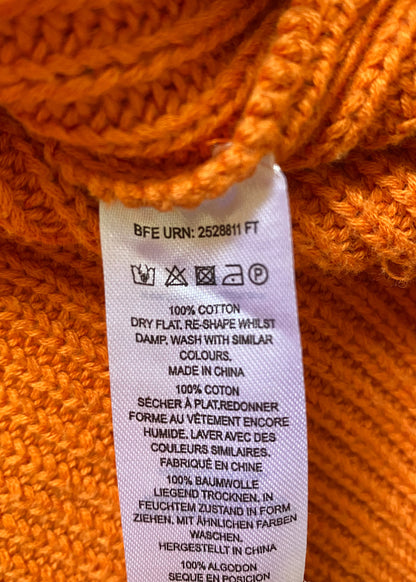 BFE URN: 2528811 FT
100% COTTON
DRY FLAT. RE-SHAPE WHILST
DAMP. WASH WITH SIMILAR
COLOURS.
MADE IN CHINA
100% COTON
SÉCHER À PLAT.REDONNER
FORME AU VÊTEMENT ENCORE
HUMIDE. LAVER AVEC DES
COULEURS SIMILAIRES.
FABRIQUÉ EN CHINE
100% BAUMWOLLE
LIEGEND TROCKNEN, IN
FEUCHTEM ZUSTAND IN FORM
ZIEHEN. MIT ÄHNLICHEN FARBEN
WASCHEN.
HERGESTELLT IN CHINA
100% ALGODON
SEQUE EN POSICIÓN